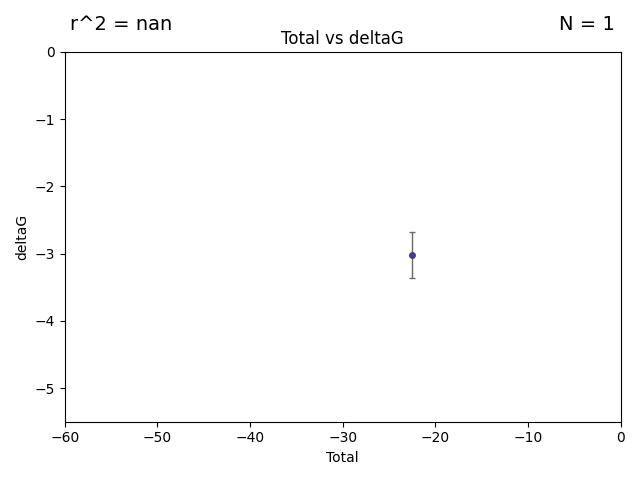 r^2 = nan
N = 1
Total vs deltaG
0
−1
−2
−3
−4
−5
deltaG
−60
−50
−40
−30
−20
−10
0
Total